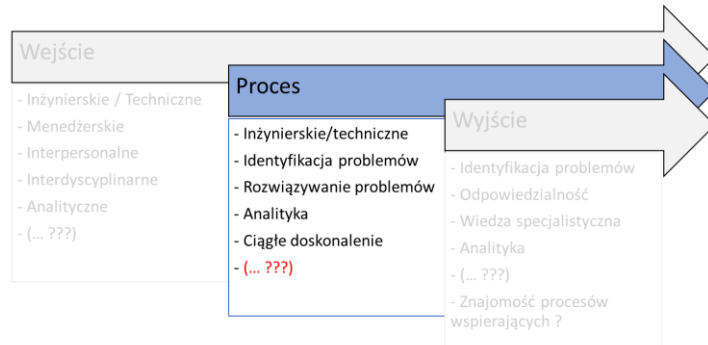 Wejście
- Inżynierskie / Techniczne
- Menedżerskie
- Interpersonalne
- Interdyscyplinarne
- Analityczne
- (... ???)
Proces
- Inżynierskie/techniczne
- Identyfikacja problemów
- Rozwiązywanie problemów
- Analityka
- Ciągłe doskonalenie
- (... ???)
Wyjście
- Identyfikacja problemów
- Odpowiedzialność
- Wiedza specjalistyczna
- Analityka
- (... ???)
- Znajomość procesów
wspierających ?